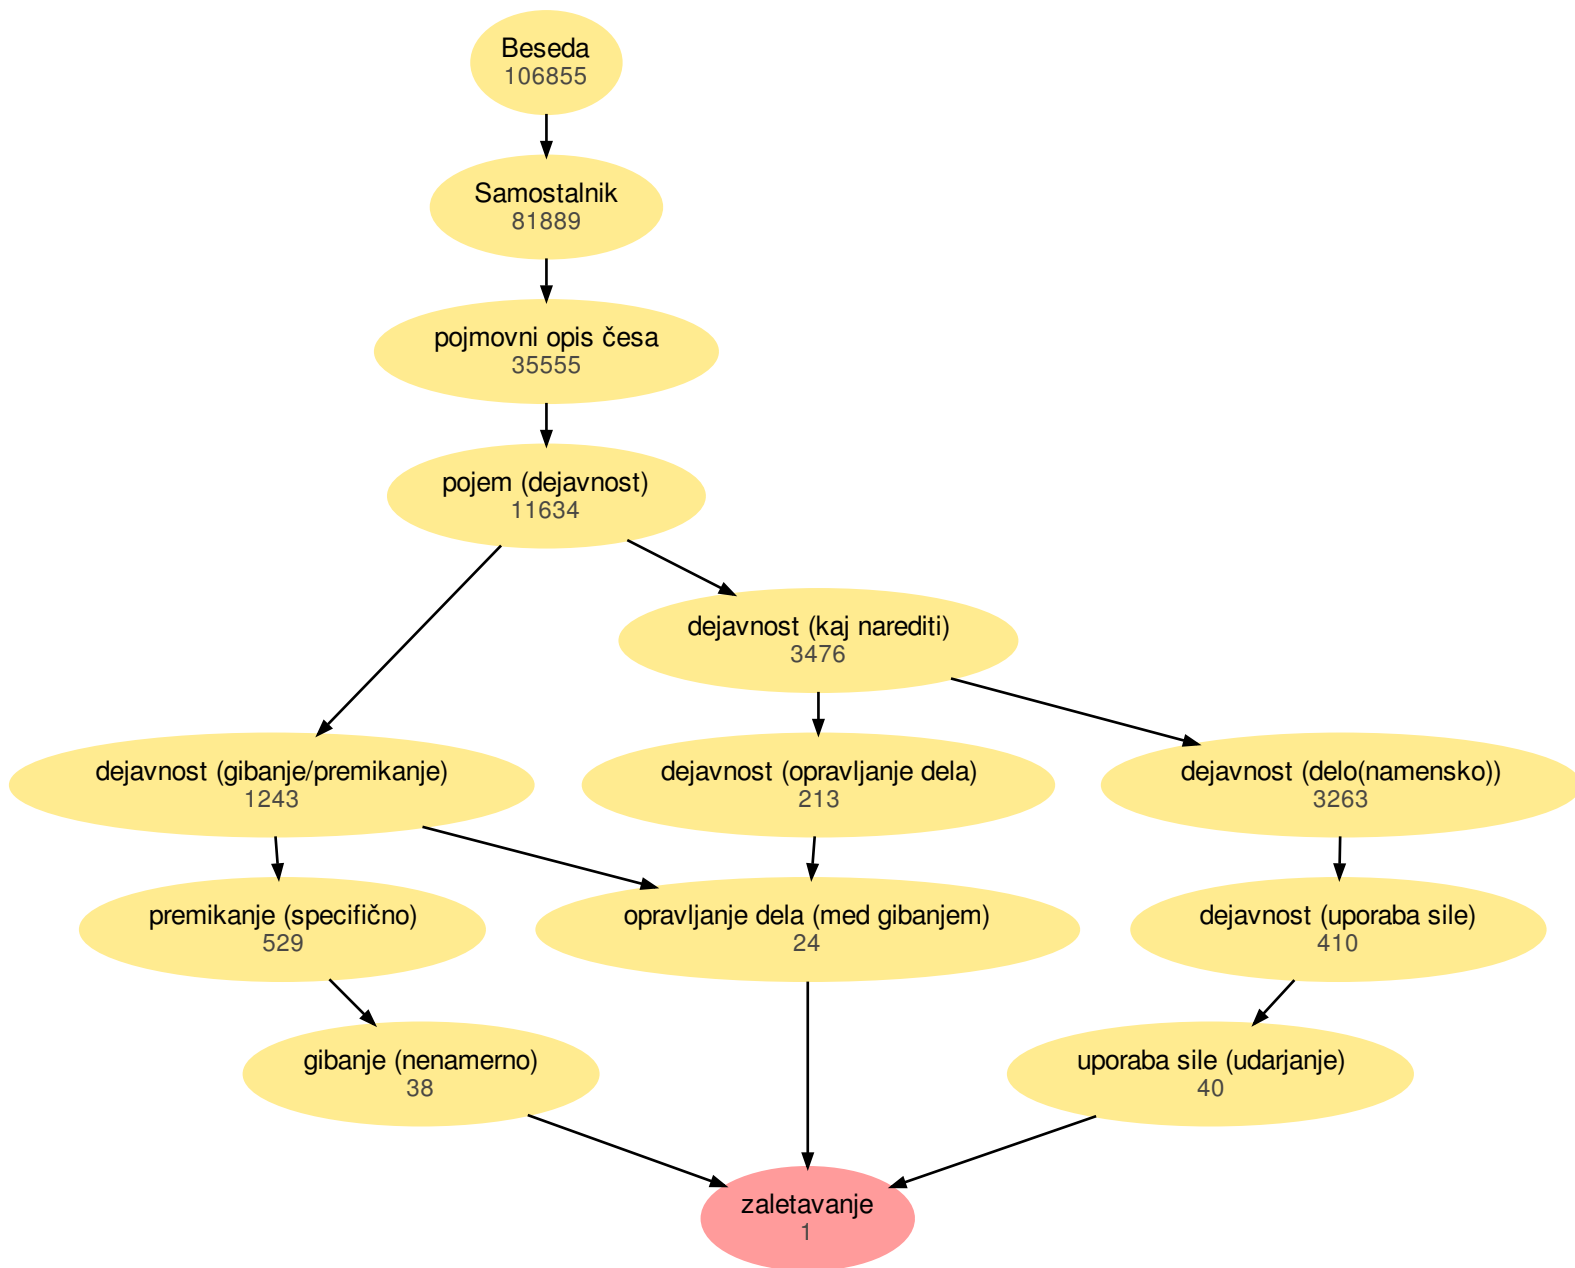 Beseda
106855
Samostalnik
81889
pojmovni opis česa
35555
pojem (dejavnost)
11634
dejavnost (kaj narediti)
3476
dejavnost (gibanje/premikanje)
1243
dejavnost (opravljanje dela)
213
dejavnost (delo(namensko))
3263
premikanje (specifično)
529
opravljanje dela (med gibanjem)
24
dejavnost (uporaba sile)
410
gibanje (nenamerno)
38
uporaba sile (udarjanje)
40
zaletavanje
1